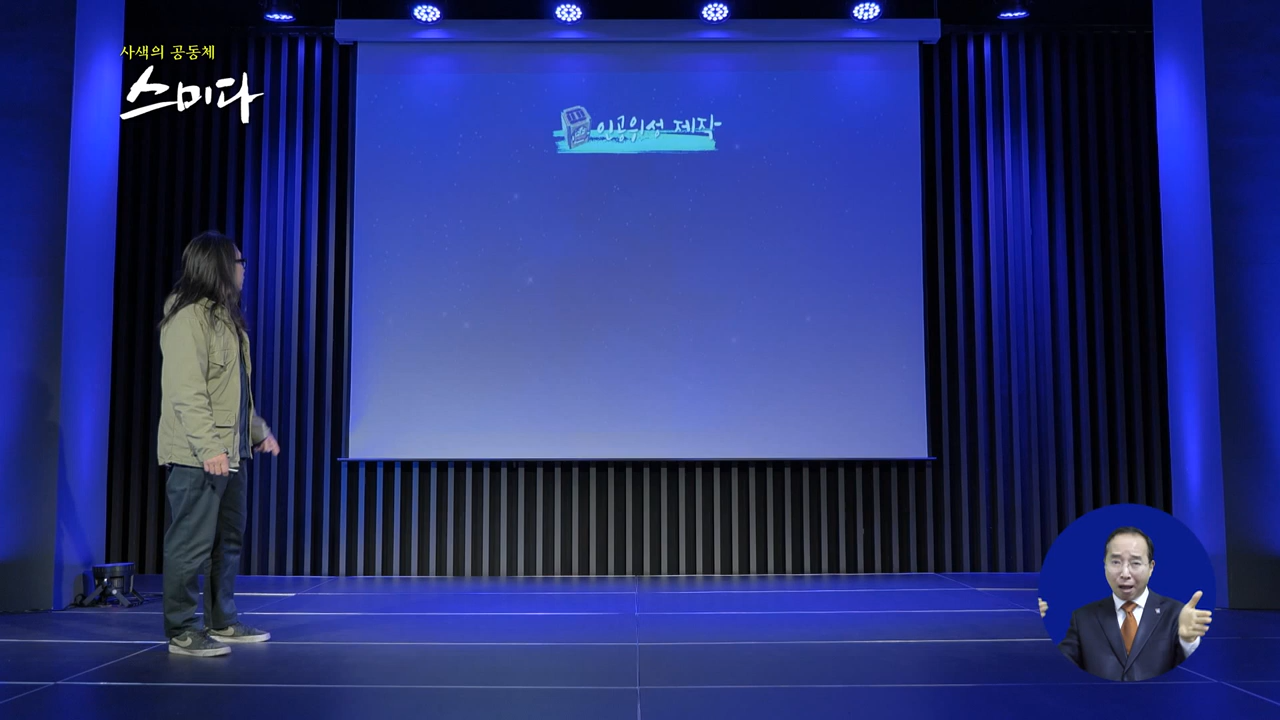 사색의 공동체
스미다
인공위성 제작